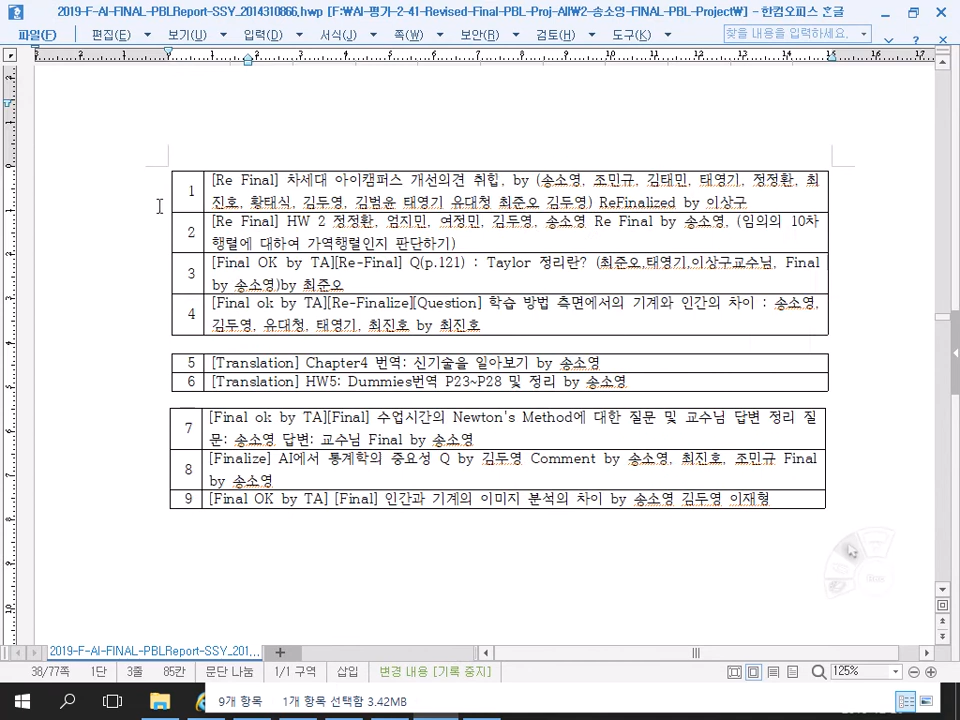 2019-F-AI-FINAL-PBLReport-SSY_2014310866.hwp [F:\AI-평가-2-41-Revised-Final-PBL-Proj-All\2-송소영-FINAL-PBL-Project\] - 한컴오피스 흔글
파일(F) 편집(E) 보기(U) 입력(D) 서식(J) 쪽(W) 보안(R) 검토(H) 도구(K) 찾을 내용을 입력하세요.
1 [Re Final] 차세대 아이캠퍼스 개선의견 취힙, by (송소영, 조민규, 김태민, 태영기, 정정환, 최
진호, 황태식, 김두영, 김범윤 태영기 유대청 최준오 김두영) ReFinalized by 이상구
2 [Re Final] HW 2 정정환, 엄지민, 여정민, 김두영, 송소영 Re Final by 송소영, (임의의 10차
행렬에 대하여 가역행렬인지 판단하기)
3 [Final OK by TA][Re-Final] Q(p.121) : Taylor 정리란? (최준오,태영기,이상구교수님, Final
by 송소영)by 최준오
4 [Final ok by TA][Re-Finalize][Question] 학습 방법 측면에서의 기계와 인간의 차이 : 송소영,
김두영, 유대청, 태영기, 최진호 by 최진호
5 [Translation] Chapter4 번역: 신기술을 일아보기 by 송소영
6 [Translation] HW5: Dummies번역 P23~P28 및 정리 by 송소영
7 [Final ok by TA][Final] 수업시간의 Newton's Method에 대한 질문 및 교수님 답변 정리 질
문: 송소영 답변: 교수님 Final by 송소영
8 [Finalize] AI에서 통계학의 중요성 Q by 김두영 Comment by 송소영, 최진호, 조민규 Final
by 송소영
9 [Final OK by TA] [Final] 인간과 기계의 이미지 분석의 차이 by 송소영 김두영 이재형
2019-F-AI-FINAL-PBLReport-SSY_201...
38/77쪽 1단 3줄 85칸 문단 나눔 1/1 구역 삽입 변경 내용 [기록 중지] 125%
9개 항목 1개 항목 선택함 3.42MB